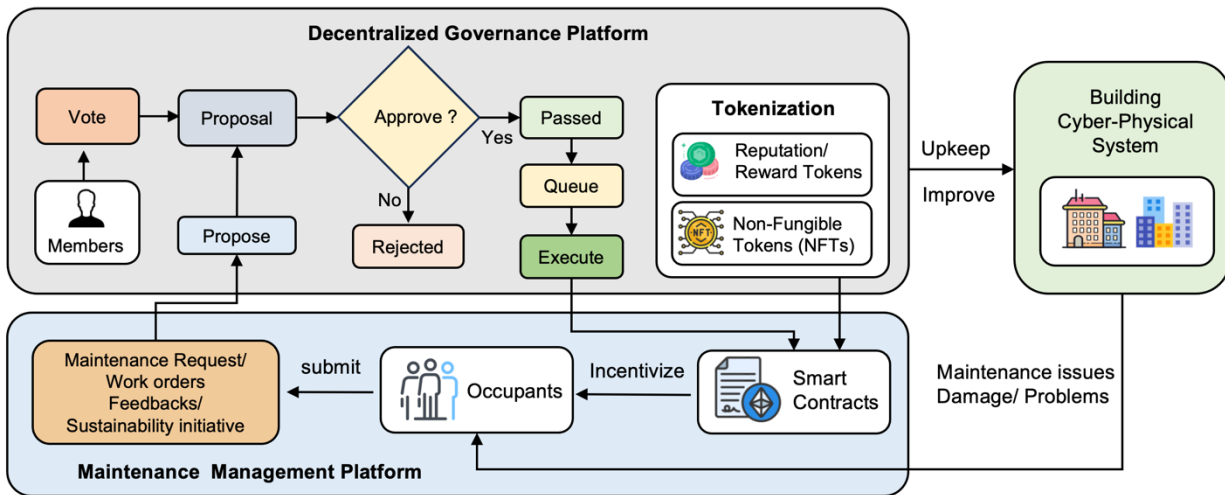 Decentralized Governance Platform
Vote
Proposal
Approve ?
Yes
No
Passed
Queue
Execute
Members
Propose
Rejected
Tokenization
Reputation/
Reward Tokens
NFT
Non-Fungible
Tokens (NFTs)
Upkeep
Improve
Building
Cyber-Physical
System
Maintenance Request/
Work orders
Feedbacks/
Sustainability initiative
submit
Occupants
Incentivize
Smart
Contracts
Maintenance issues
Damage/ Problems
Maintenance Management Platform